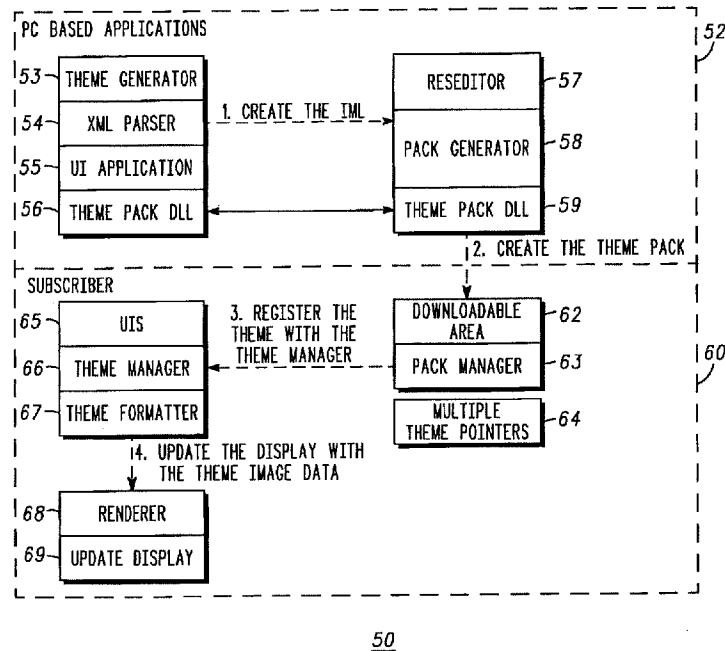 PC BASED APPLICATIONS
52
53
THEME GENERATOR
54
XML PARSER
55
UI APPLICATION
56
THEME PACK DLL
1. CREATE THE IML
RESEDITOR
57
PACK GENERATOR
58
THEME PACK DLL
59
2. CREATE THE THEME PACK
SUBSCRIBER
60
65
UIS
66
THEME MANAGER
67
THEME FORMATTER
3. REGISTER THE
THEME WITH THE
THEME MANAGER
DOWNLOADABLE
AREA
62
PACK MANAGER
63
MULTIPLE
THEME POINTERS
64
4. UPDATE THE DISPLAY WITH
THE THEME IMAGE DATA
68
RENDERER
69
UPDATE DISPLAY
50